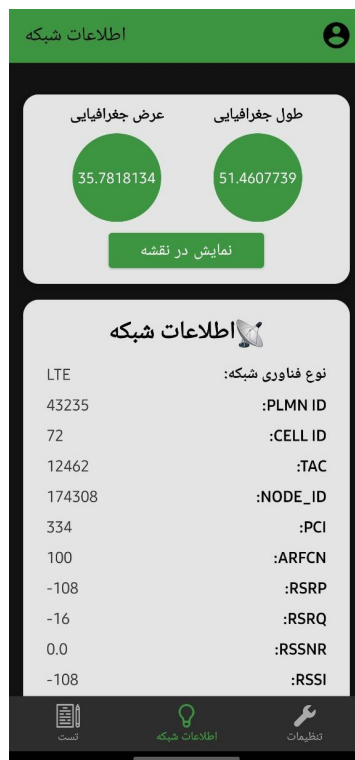 اطلاعات شبکه
طول جغرافیایی
عرض جغرافیایی
51.4607739
35.7818134
نمایش در نقشه
اطلاعات شبکه
نوع فناوری شبکه: LTE
PLMN ID: 43235
CELL ID: 72
TAC: 12462
NODE_ID: 174308
PCI: 334
ARFCN: 100
RSRP: -108
RSRQ: -16
RSSNR: 0.0
RSSI: -108
تنظیمات
اطلاعات شبکه
تست